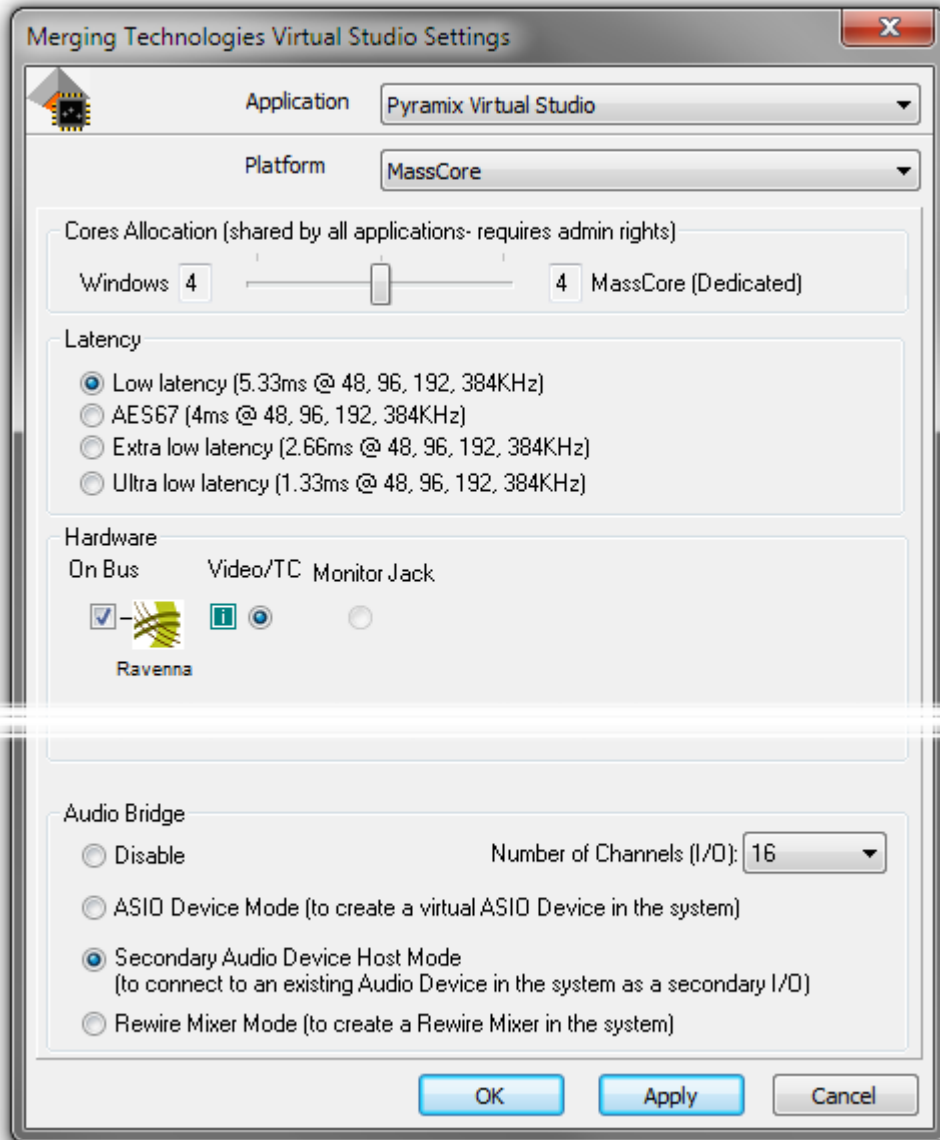 Merging Technologies Virtual Studio Settings
Application Pyramix Virtual Studio
Platform MassCore
Cores Allocation (shared by all applications- requires admin rights)
Windows 4 4 MassCore (Dedicated)
Latency
Low latency (5.33ms @ 48, 96, 192, 384KHz)
AES67 (4ms @ 48, 96, 192, 384KHz)
Extra low latency (2.66ms @ 48, 96, 192, 384KHz)
Ultra low latency (1.33ms @ 48, 96, 192, 384KHz)
Hardware
On Bus Video/TC Monitor Jack
i
Ravenna
Audio Bridge
Disable Number of Channels (I/O): 16
ASIO Device Mode (to create a virtual ASIO Device in the system)
Secondary Audio Device Host Mode
(to connect to an existing Audio Device in the system as a secondary I/O)
Rewire Mixer Mode (to create a Rewire Mixer in the system)
OK Apply Cancel